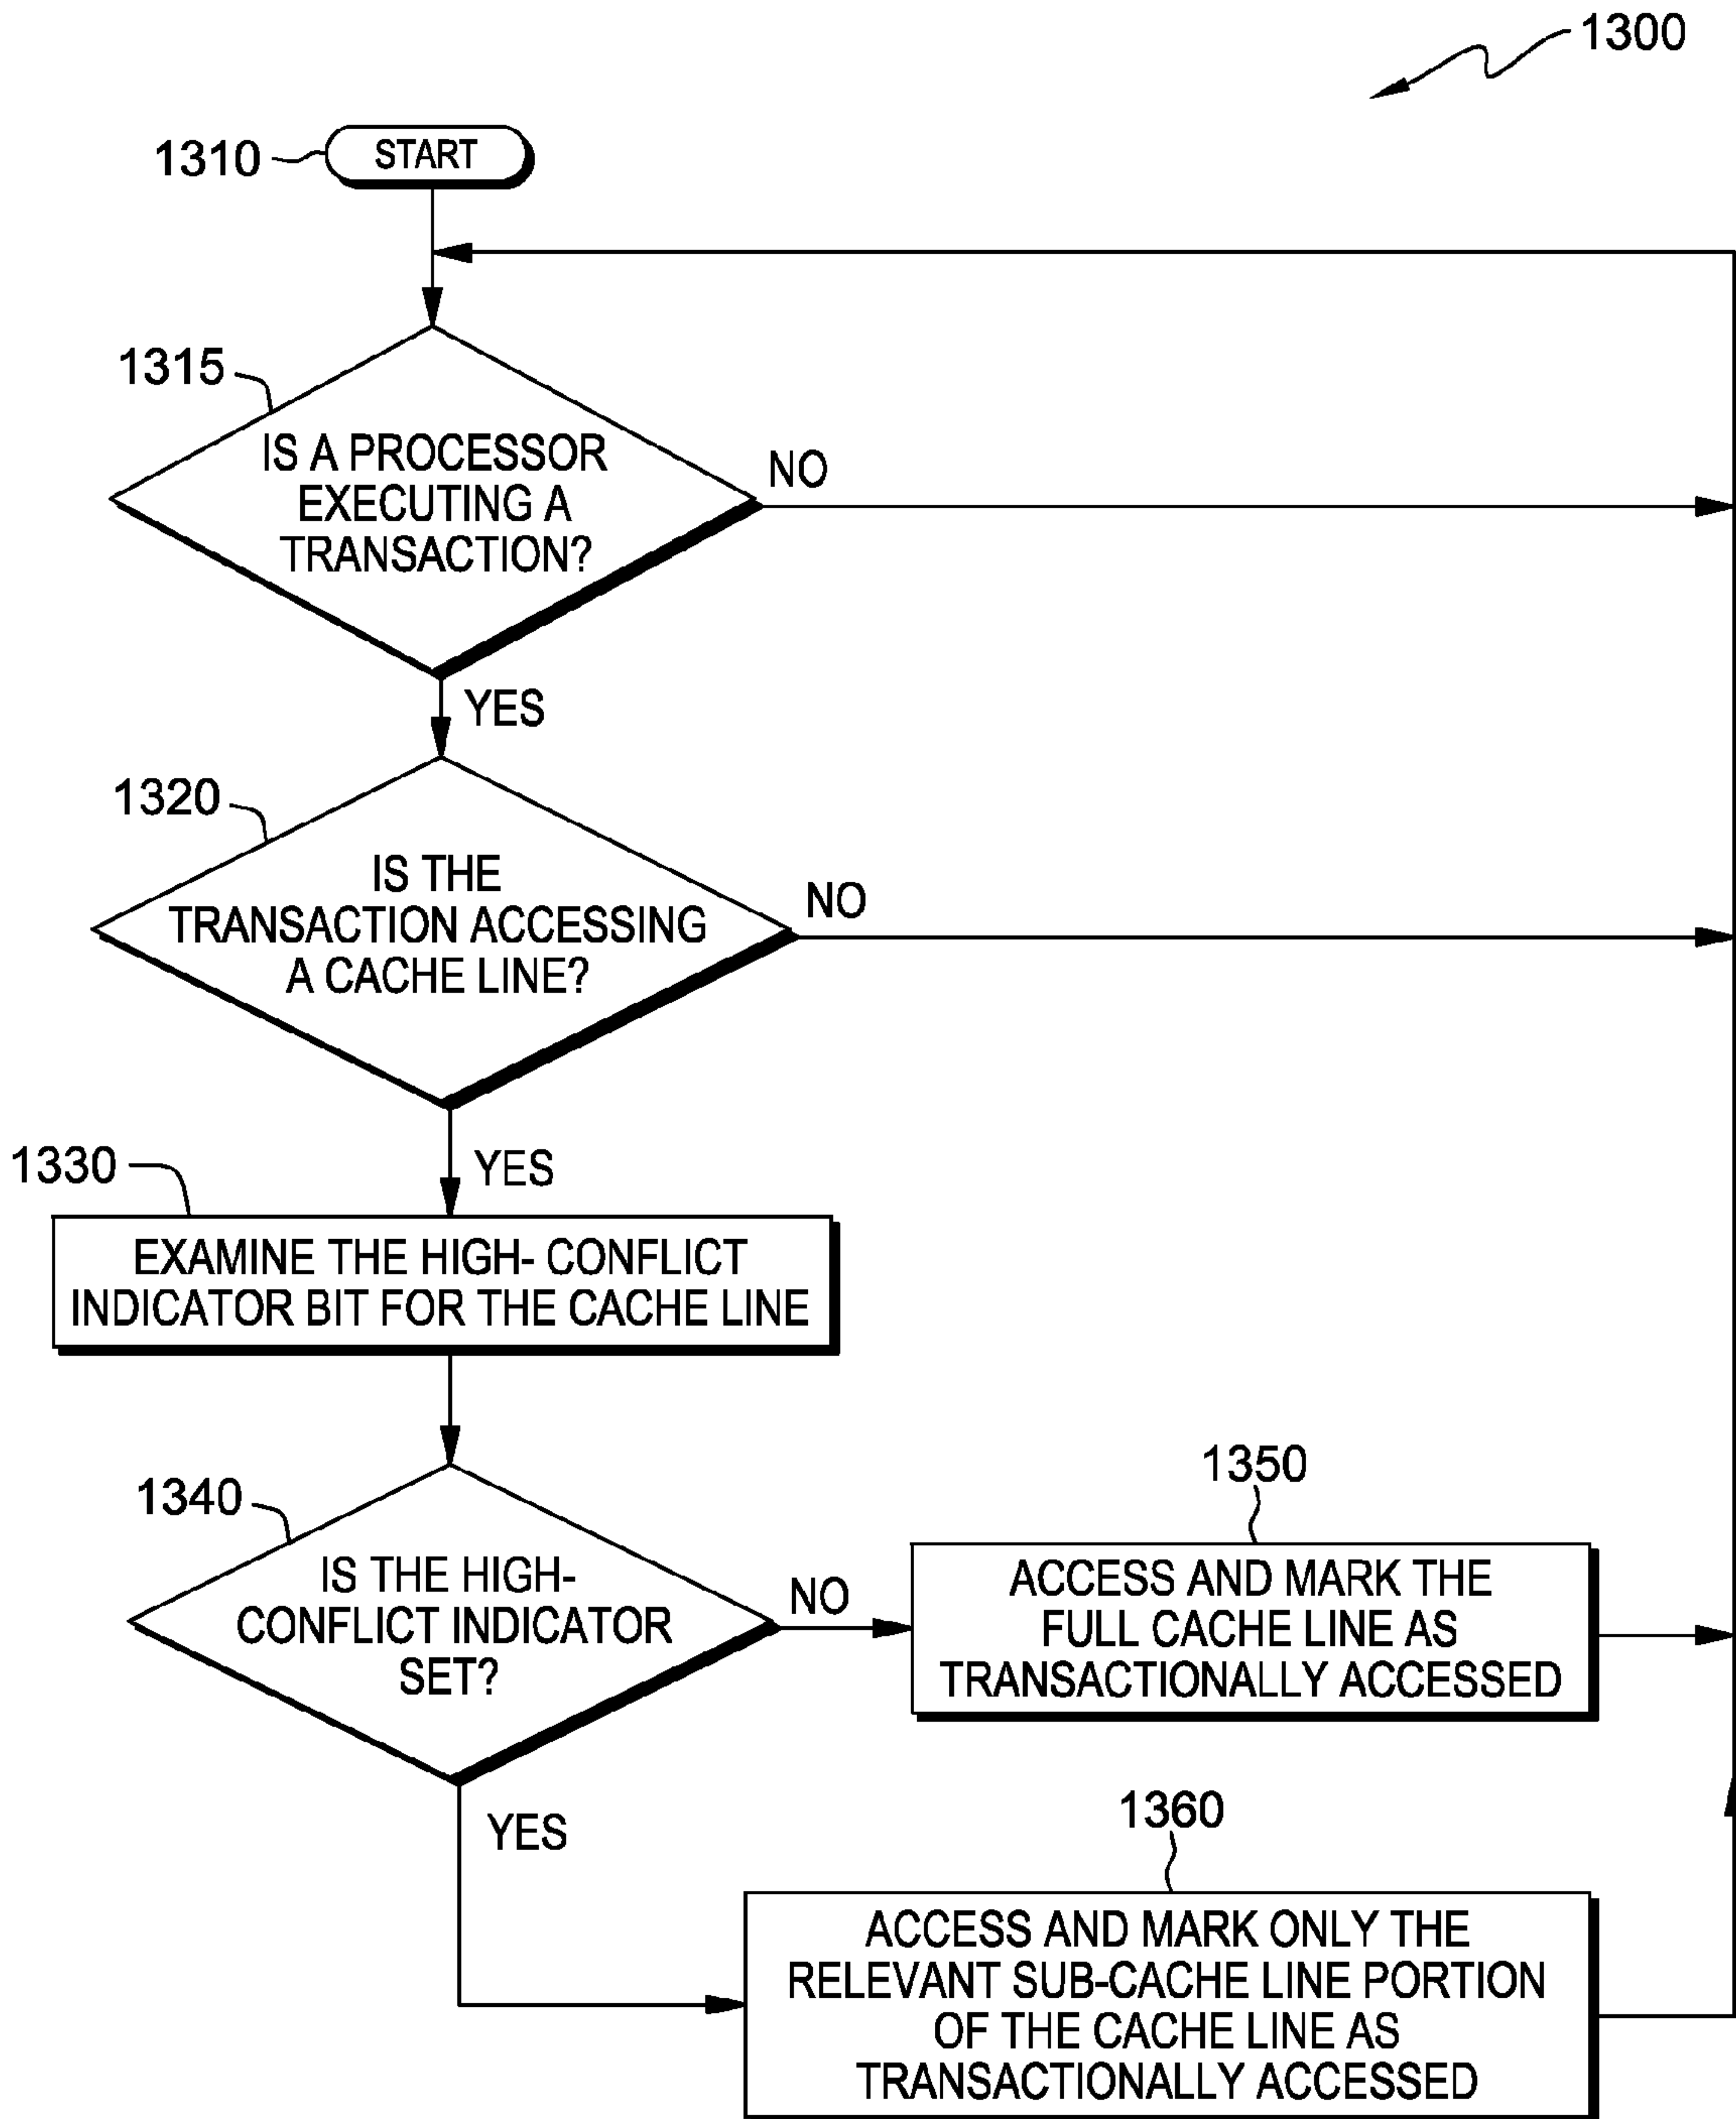 1300
1310
START
1315
IS A PROCESSOR
EXECUTING A
TRANSACTION?
NO
YES
1320
IS THE
TRANSACTION ACCESSING
A CACHE LINE?
NO
YES
1330
EXAMINE THE HIGH- CONFLICT
INDICATOR BIT FOR THE CACHE LINE
1340
IS THE HIGH-
CONFLICT INDICATOR
SET?
NO
1350
ACCESS AND MARK THE
FULL CACHE LINE AS
TRANSACTIONALLY ACCESSED
YES
1360
ACCESS AND MARK ONLY THE
RELEVANT SUB-CACHE LINE PORTION
OF THE CACHE LINE AS
TRANSACTIONALLY ACCESSED